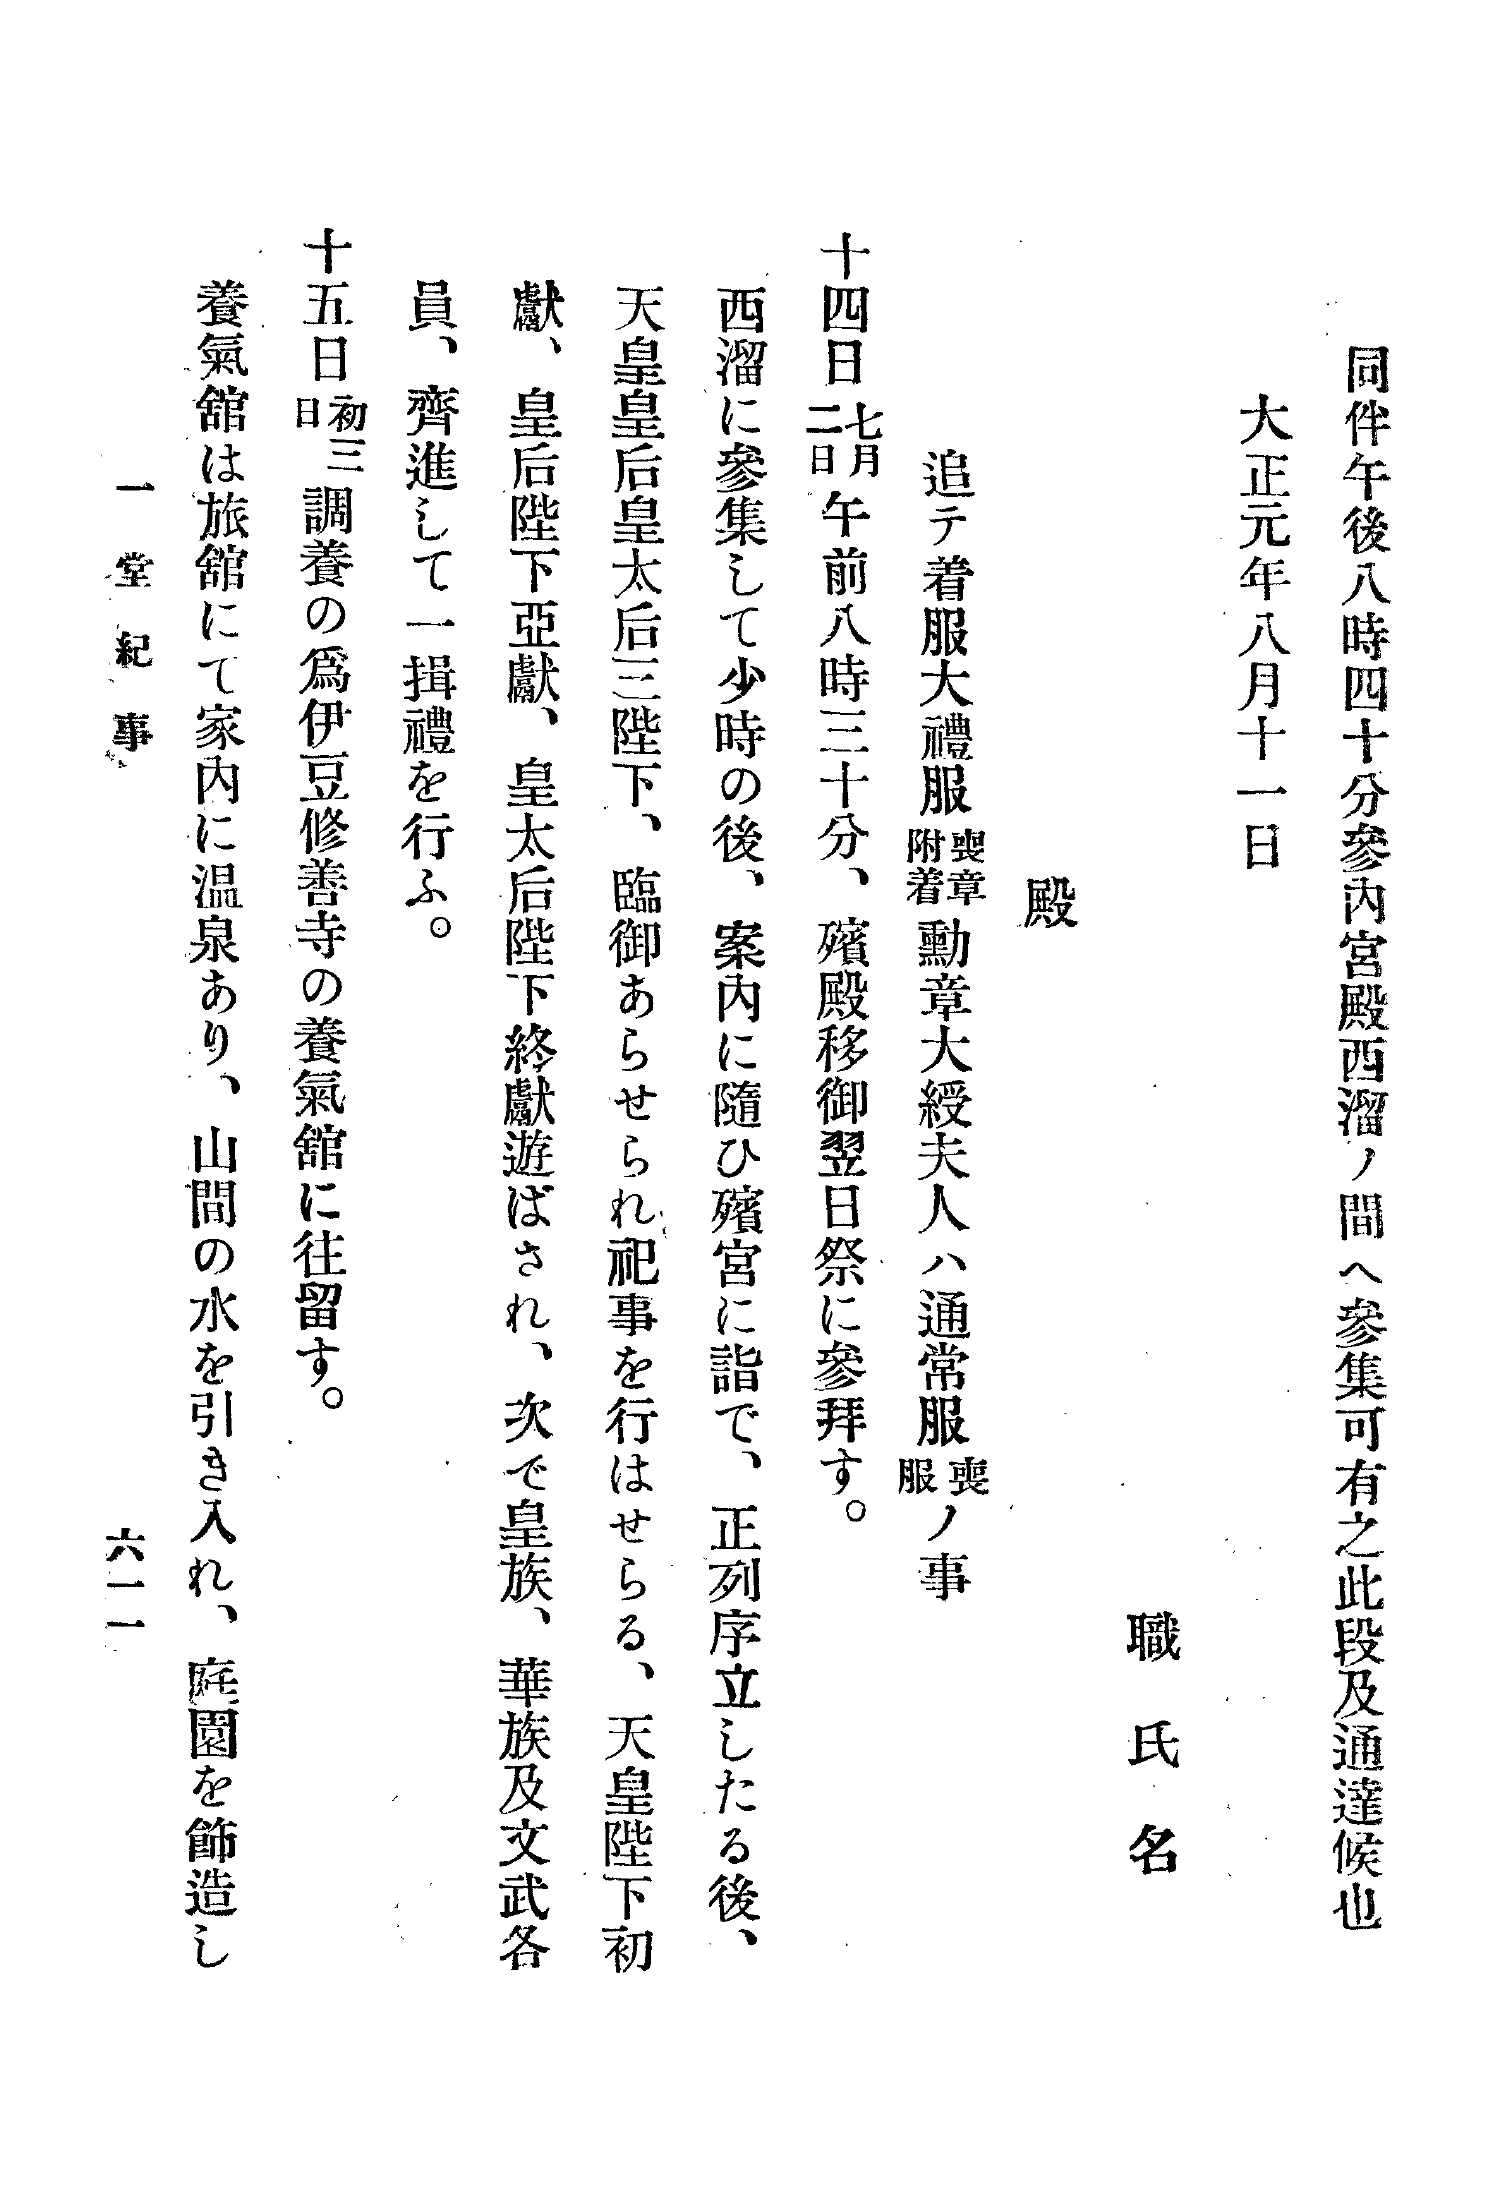 同伴午後八時四十分參內宮殿西溜ノ間ヘ參集可有之此段及通達候也
大正元年八月十一日
職氏名
殿
追テ着服大禮服喪章附着勳章大綬夫人ハ通常服喪服ノ事
十四日七月二日午前八時三十分、殯殿移御翌日祭に參拜す。
西溜に參集して少時の後、案內に隨ひ殯宮に詣で、正列序立したる後、
天皇皇后皇太后三陛下、臨御あらせられ祀事を行はせらる、天皇陛下初
獻、皇后陛下亞獻、皇太后陛下終獻遊ばされ、次で皇族、華族及文武各
員、齊進して一揖禮を行ふ。
十五日初三日調養の爲伊豆修善寺の養氣舘に往留す。
養氣舘は旅舘にて家內に温泉あり、山間の水を引き入れ、庭園を飾造し
一堂紀事
六一一